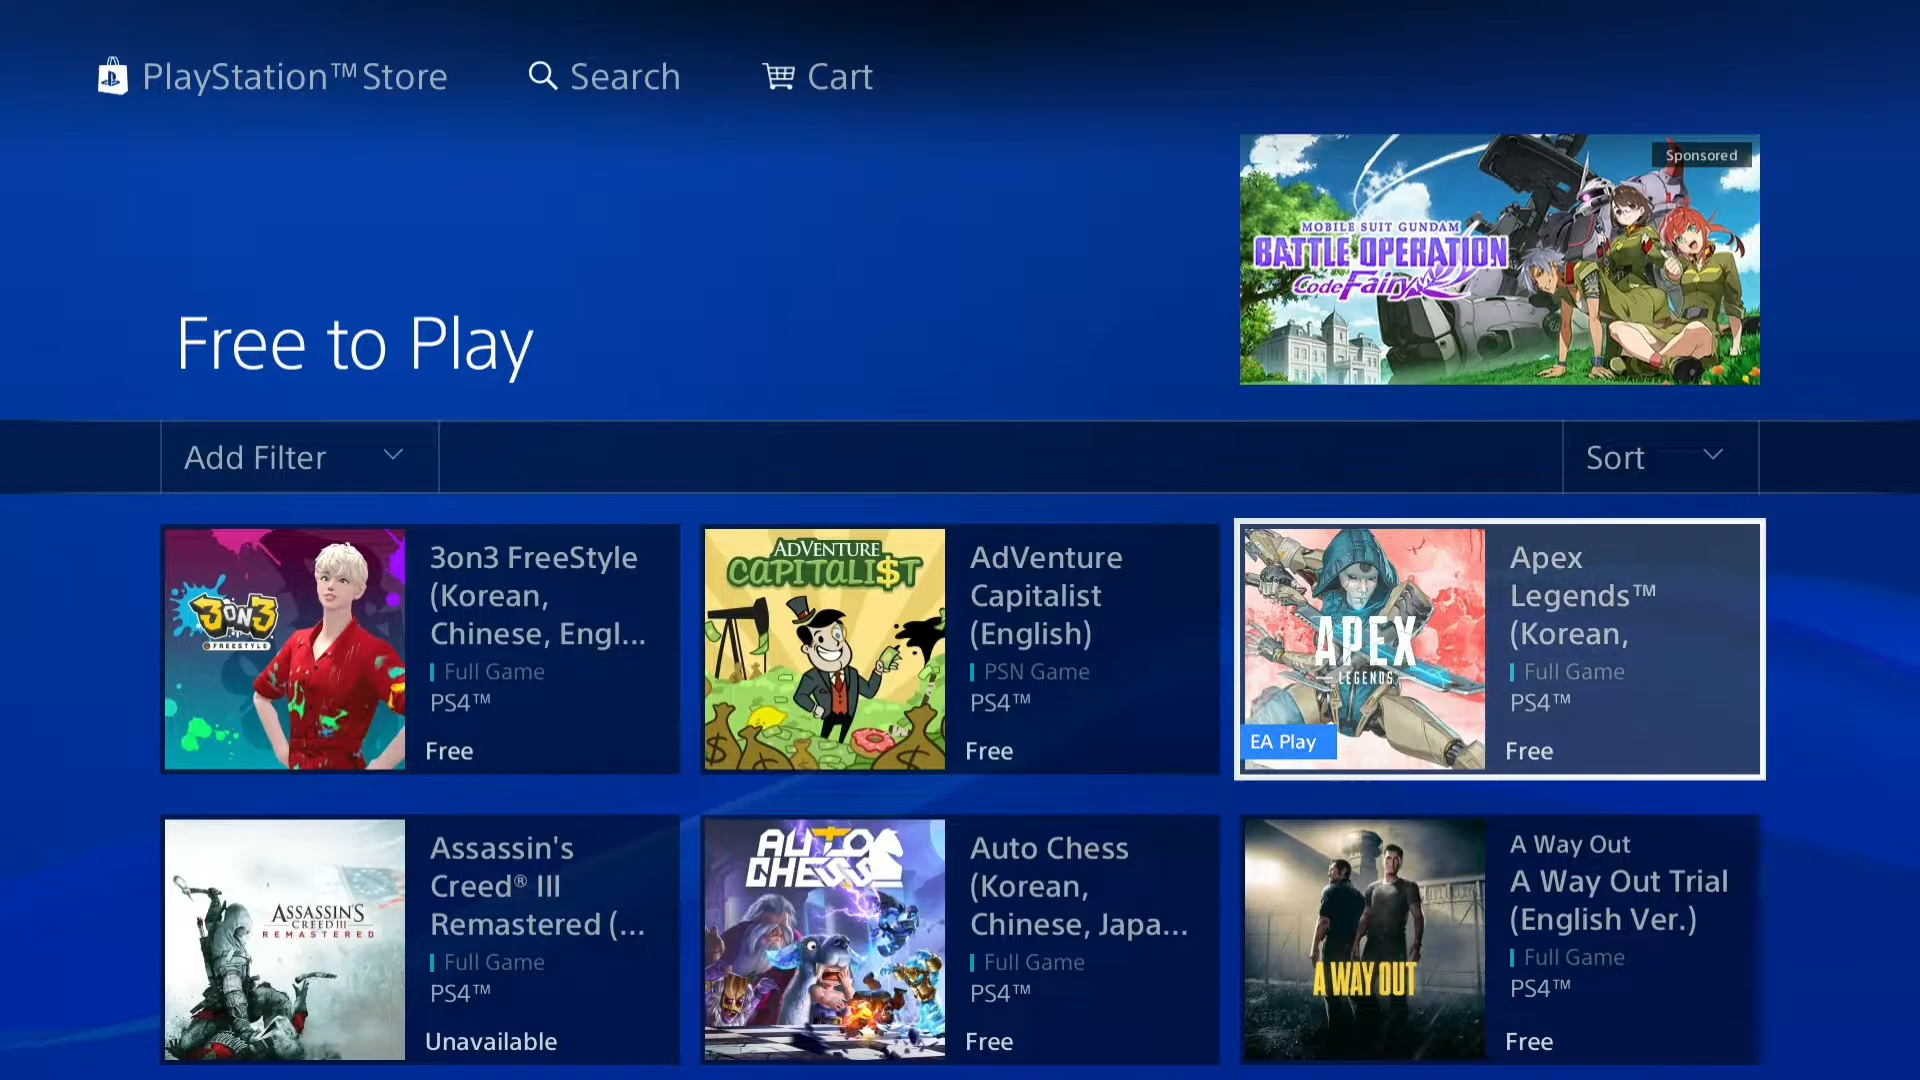 PlayStation™Store
Search
Cart
Sponsored
MOBILE SUIT GUNDAM
BATTLE OPERATION
Code Fairy
Free to Play
Add Filter
Sort
3ON3
FREESTYLE
3on3 FreeStyle
(Korean,
Chinese, Engl...
Full Game
PS4™
Free
ADVENTURE
CAPITALI$T
AdVenture
Capitalist
(English)
PSN Game
PS4™
Free
APEX
LEGENDS
EA Play
Apex
Legends™
(Korean,
Full Game
PS4™
Free
ASSASSIN'S
CREED III
REMASTERED
Assassin's
Creed® III
Remastered (...
Full Game
PS4™
Unavailable
AUTO
CHESS
Auto Chess
(Korean,
Chinese, Japa...
Full Game
PS4™
Free
A WAY OUT
A Way Out
A Way Out Trial
(English Ver.)
Full Game
PS4™
Free